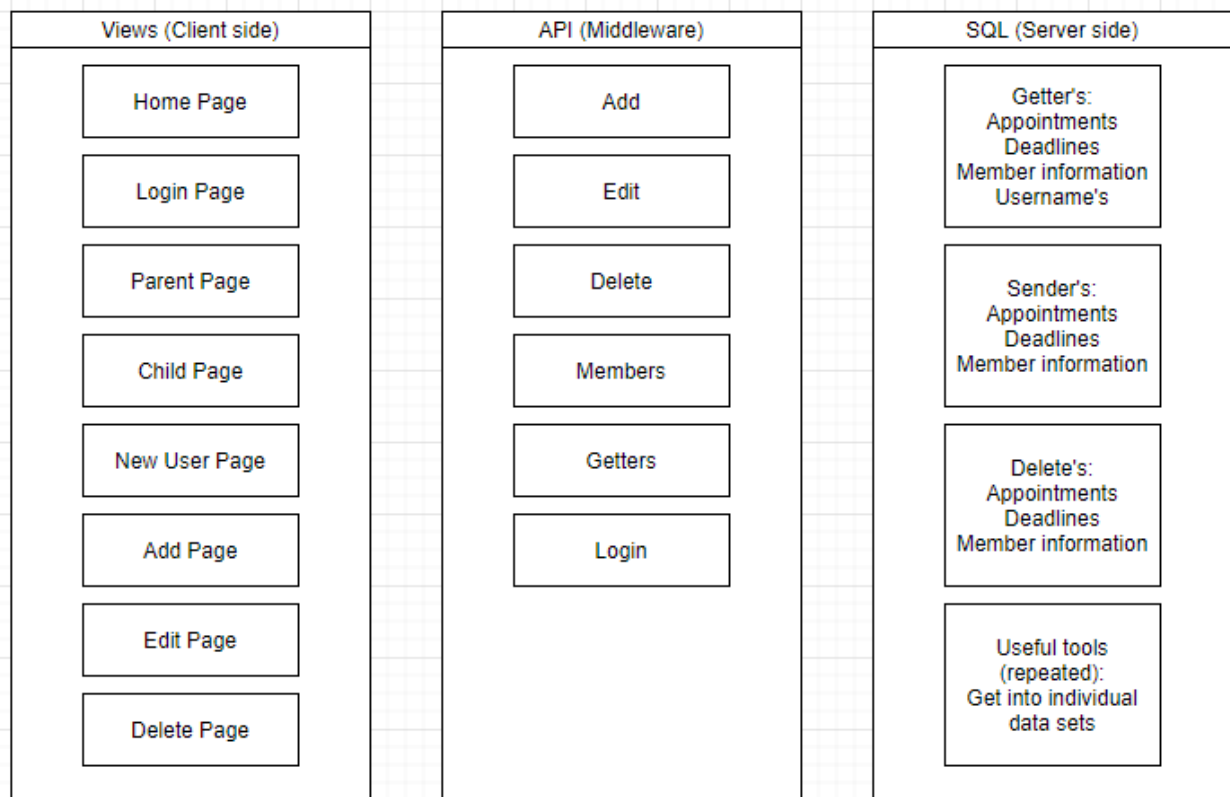 Views (Client side)
Home Page
Login Page
Parent Page
Child Page
New User Page
Add Page
Edit Page
Delete Page
API (Middleware)
Add
Edit
Delete
Members
Getters
Login
SQL (Server side)
Getter's:
Appointments
Deadlines
Member information
Username's
Sender's:
Appointments
Deadlines
Member information
Delete's:
Appointments
Deadlines
Member information
Useful tools
(repeated):
Get into individual
data sets